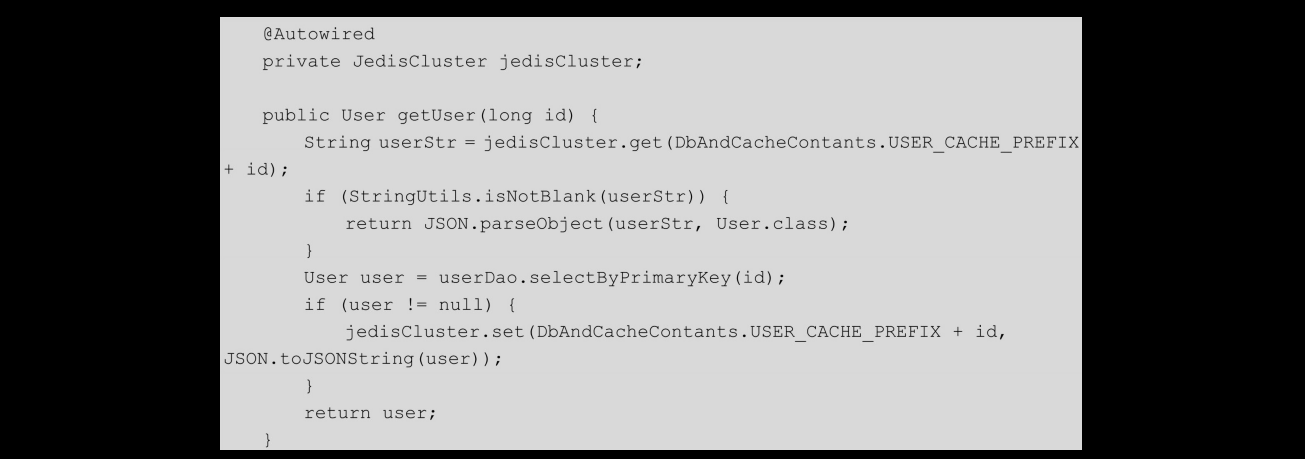 @Autowired
private JedisCluster jedisCluster;
public User getUser(long id) {
String userStr = jedisCluster.get(DbAndCacheContants.USER_CACHE_PREFIX
+ id);
if (StringUtils.isNotBlank(userStr)) {
return JSON.parseObject(userStr, User.class);
}
User user = userDao.selectByPrimaryKey(id);
if (user != null) {
jedisCluster.set(DbAndCacheContants.USER_CACHE_PREFIX + id,
JSON.toJSONString(user));
}
return user;
}